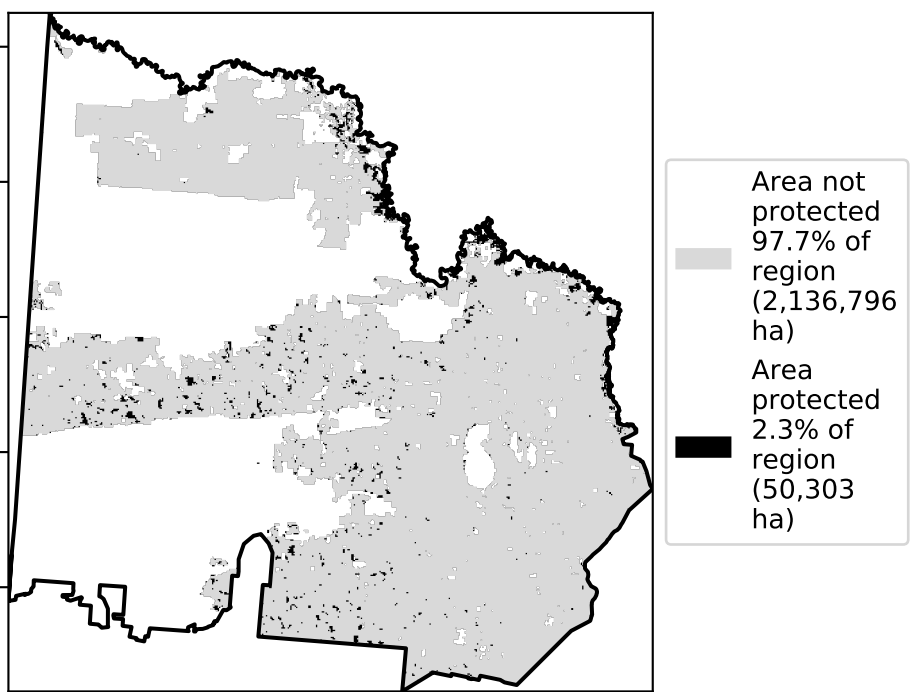 Area not
protected
97.7% of
region
(2,136,796
ha)
Area
protected
2.3% of
region
(50,303
ha)